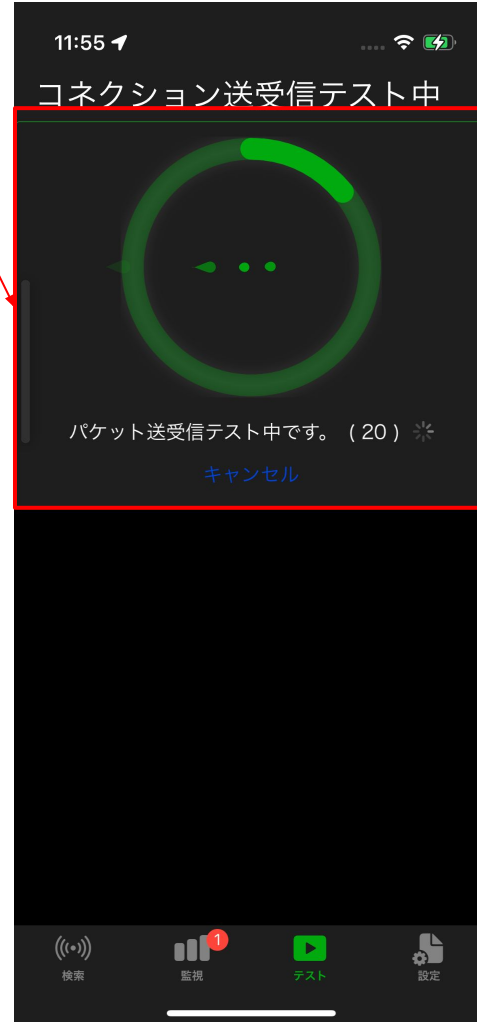 11:55
コネクション送受信テスト中
パケット送受信テスト中です。 ( 20 )
キャンセル
1
検索
監視
テスト
設定